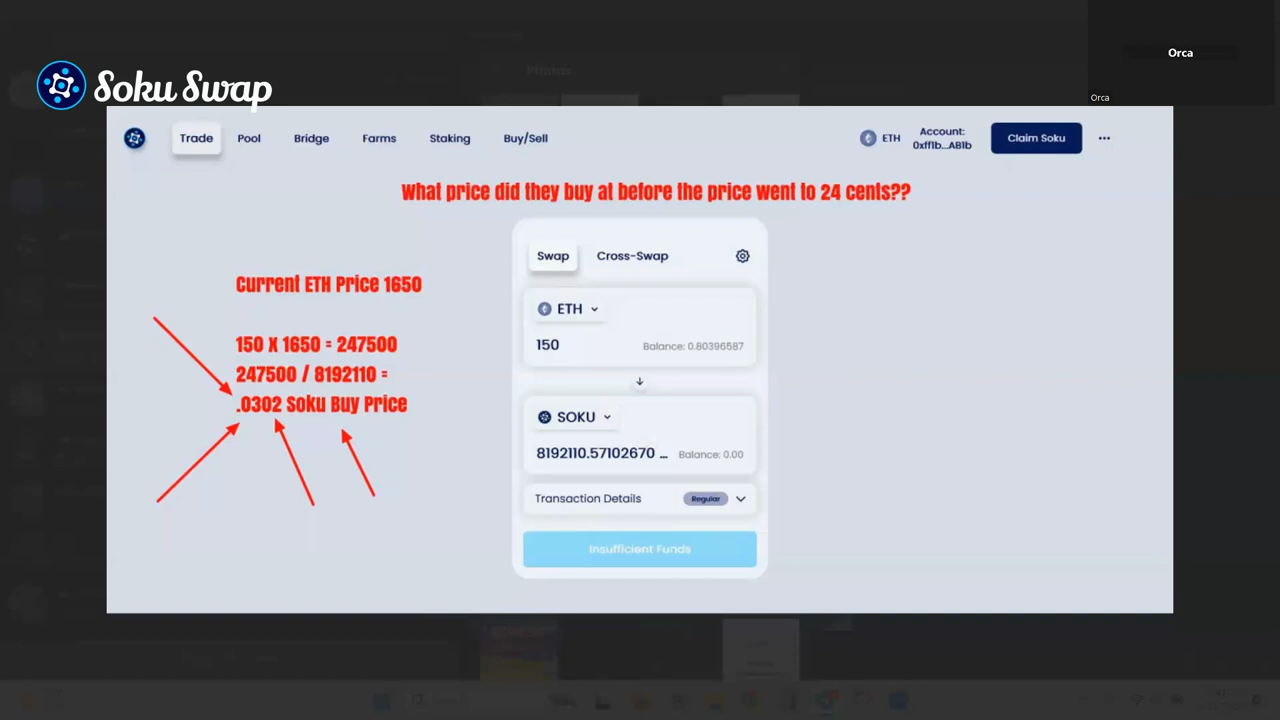 Orca
Soku Swap
Orca
Trade Pool Bridge Farms Staking Buy/Sell ETH Account: 0xff1b...AB1b Claim Soku ...
What price did they buy at before the price went to 24 cents??
Swap Cross-Swap
Current ETH Price 1650
ETH
150 Balance: 0.80396587
150 X 1650 = 247500
247500 / 8192110 =
.0302 Soku Buy Price
SOKU
8192110.57102670 ... Balance: 0.00
Transaction Details Regular
Insufficient Funds